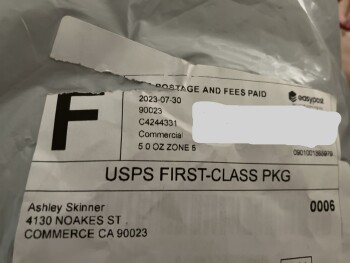 POSTAGE AND FEES PAID
2023-07-30
90023
C4244331
Commercial
5.0 OZ ZONE 6
easypost
F
USPS FIRST-CLASS PKG
Ashley Skinner
4130 NOAKES ST
COMMERCE CA 90023
0006